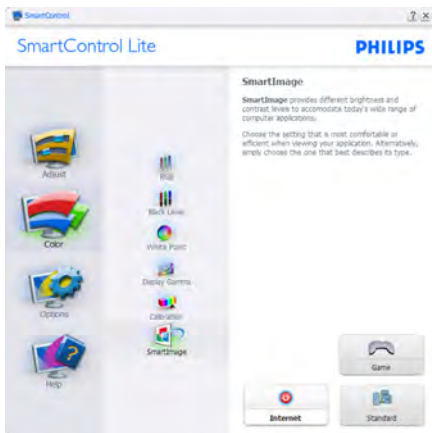 SmartControl
SmartControl Lite
PHILIPS
SmartImage
SmartImage provides different brightness and
contrast levels to accomodate today's wide range of
computer applications.
Choose the setting that is most comfortable or
efficient when viewing your application. Alternatively,
simply choose the one that best describes its type.
Adjust
Color
Options
Help
RGB
Black Level
White Point
Display Gamma
Calibration
SmartImage
Game
Internet
Standard